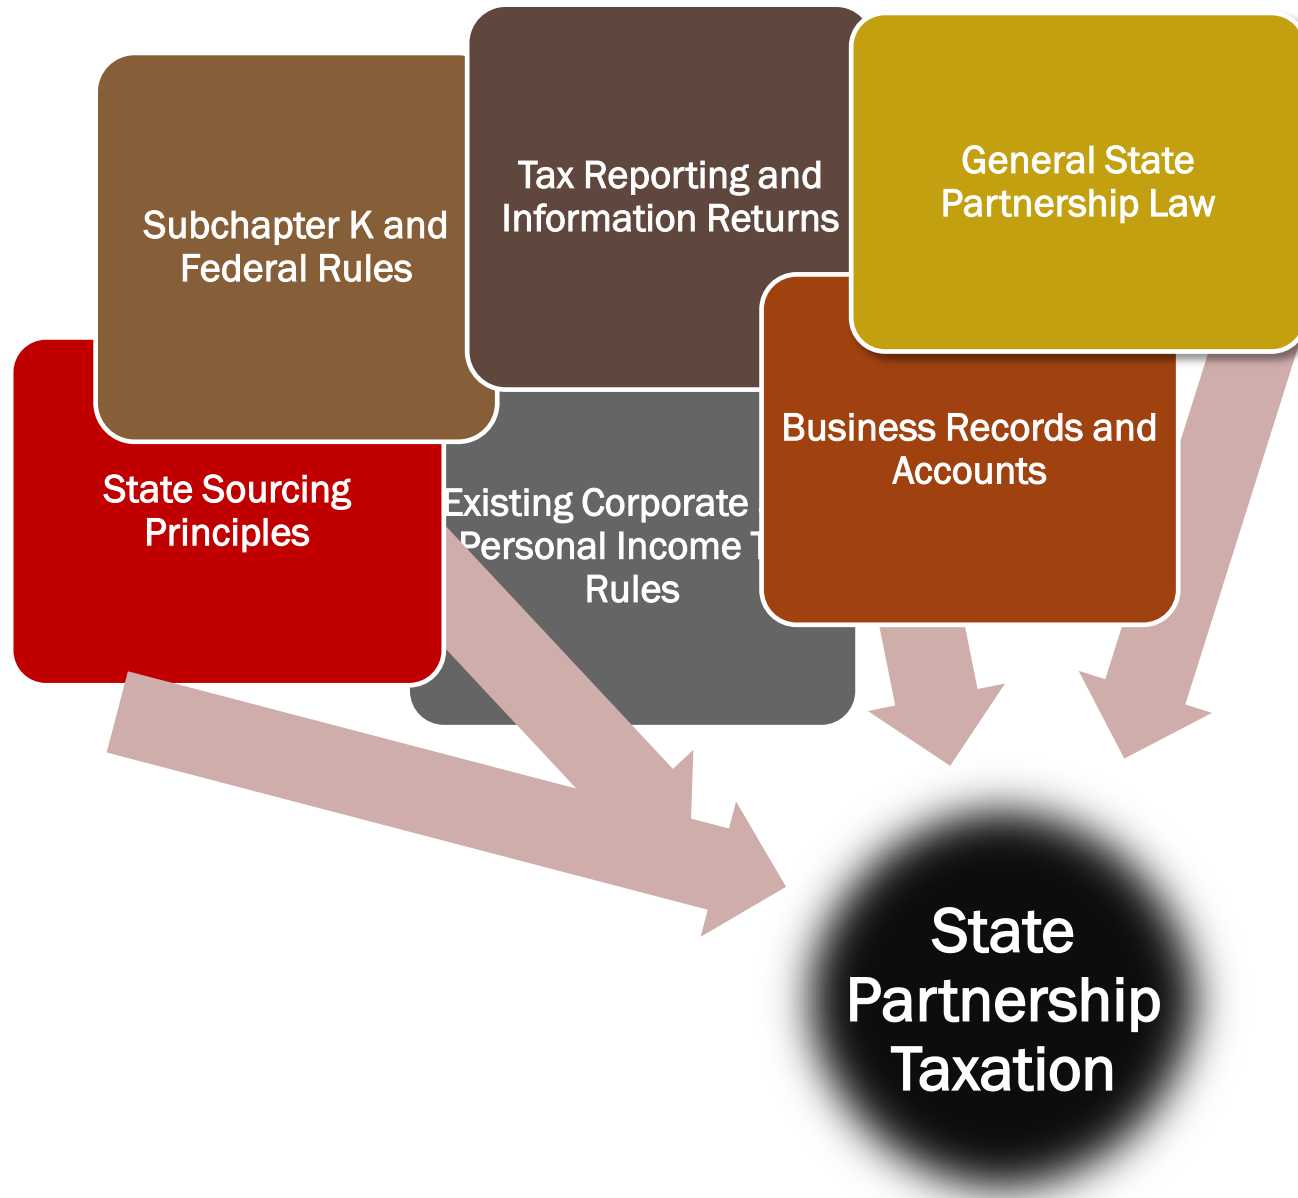 Tax Reporting and
Information Returns
General State
Partnership Law
Subchapter K and
Federal Rules
Business Records and
Accounts
State Sourcing
Principles
Existing Corporate
Personal Income
Rules
State
Partnership
Taxation